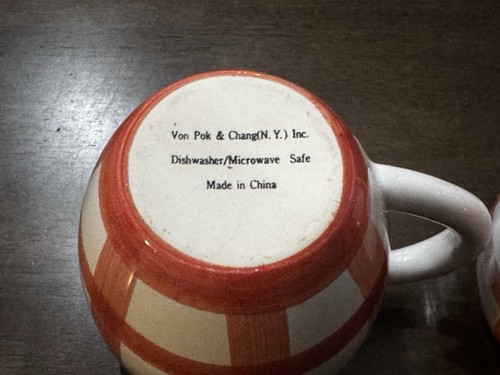 Von Pok & Chang(N.Y.) Inc.
Dishwasher/Microwave Safe
Made in China